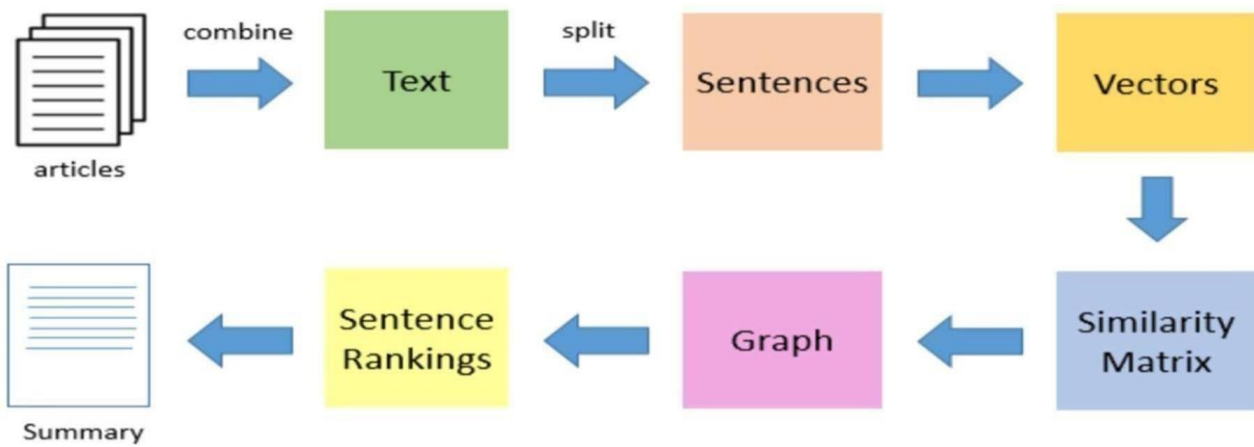 combine
split
Text
Sentences
Vectors
articles
Similarity
Matrix
Graph
Sentence
Rankings
Summary